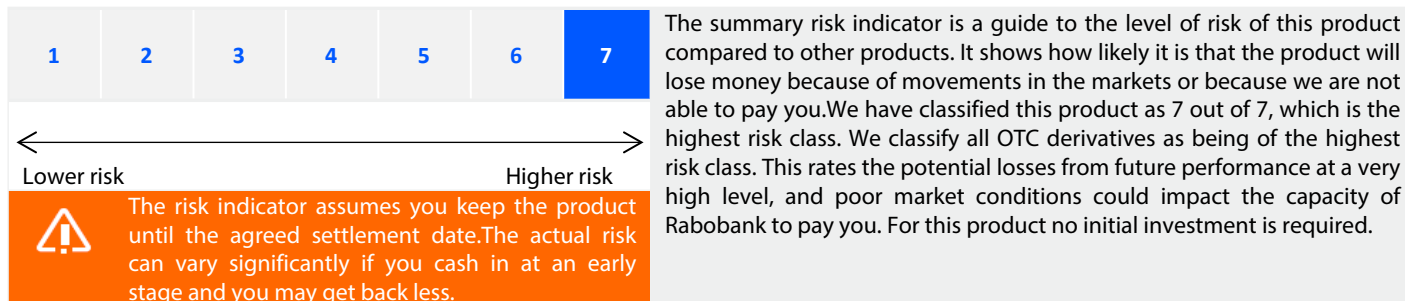 1 2 3 4 5 6 7
Lower risk Higher risk
The risk indicator assumes you keep the product
until the agreed settlement date.The actual risk
can vary significantly if you cash in at an early
stage and you may get back less.
The summary risk indicator is a guide to the level of risk of this product
compared to other products. It shows how likely it is that the product will
lose money because of movements in the markets or because we are not
able to pay you.We have classified this product as 7 out of 7, which is the
highest risk class. We classify all OTC derivatives as being of the highest
risk class. This rates the potential losses from future performance at a very
high level, and poor market conditions could impact the capacity of
Rabobank to pay you. For this product no initial investment is required.